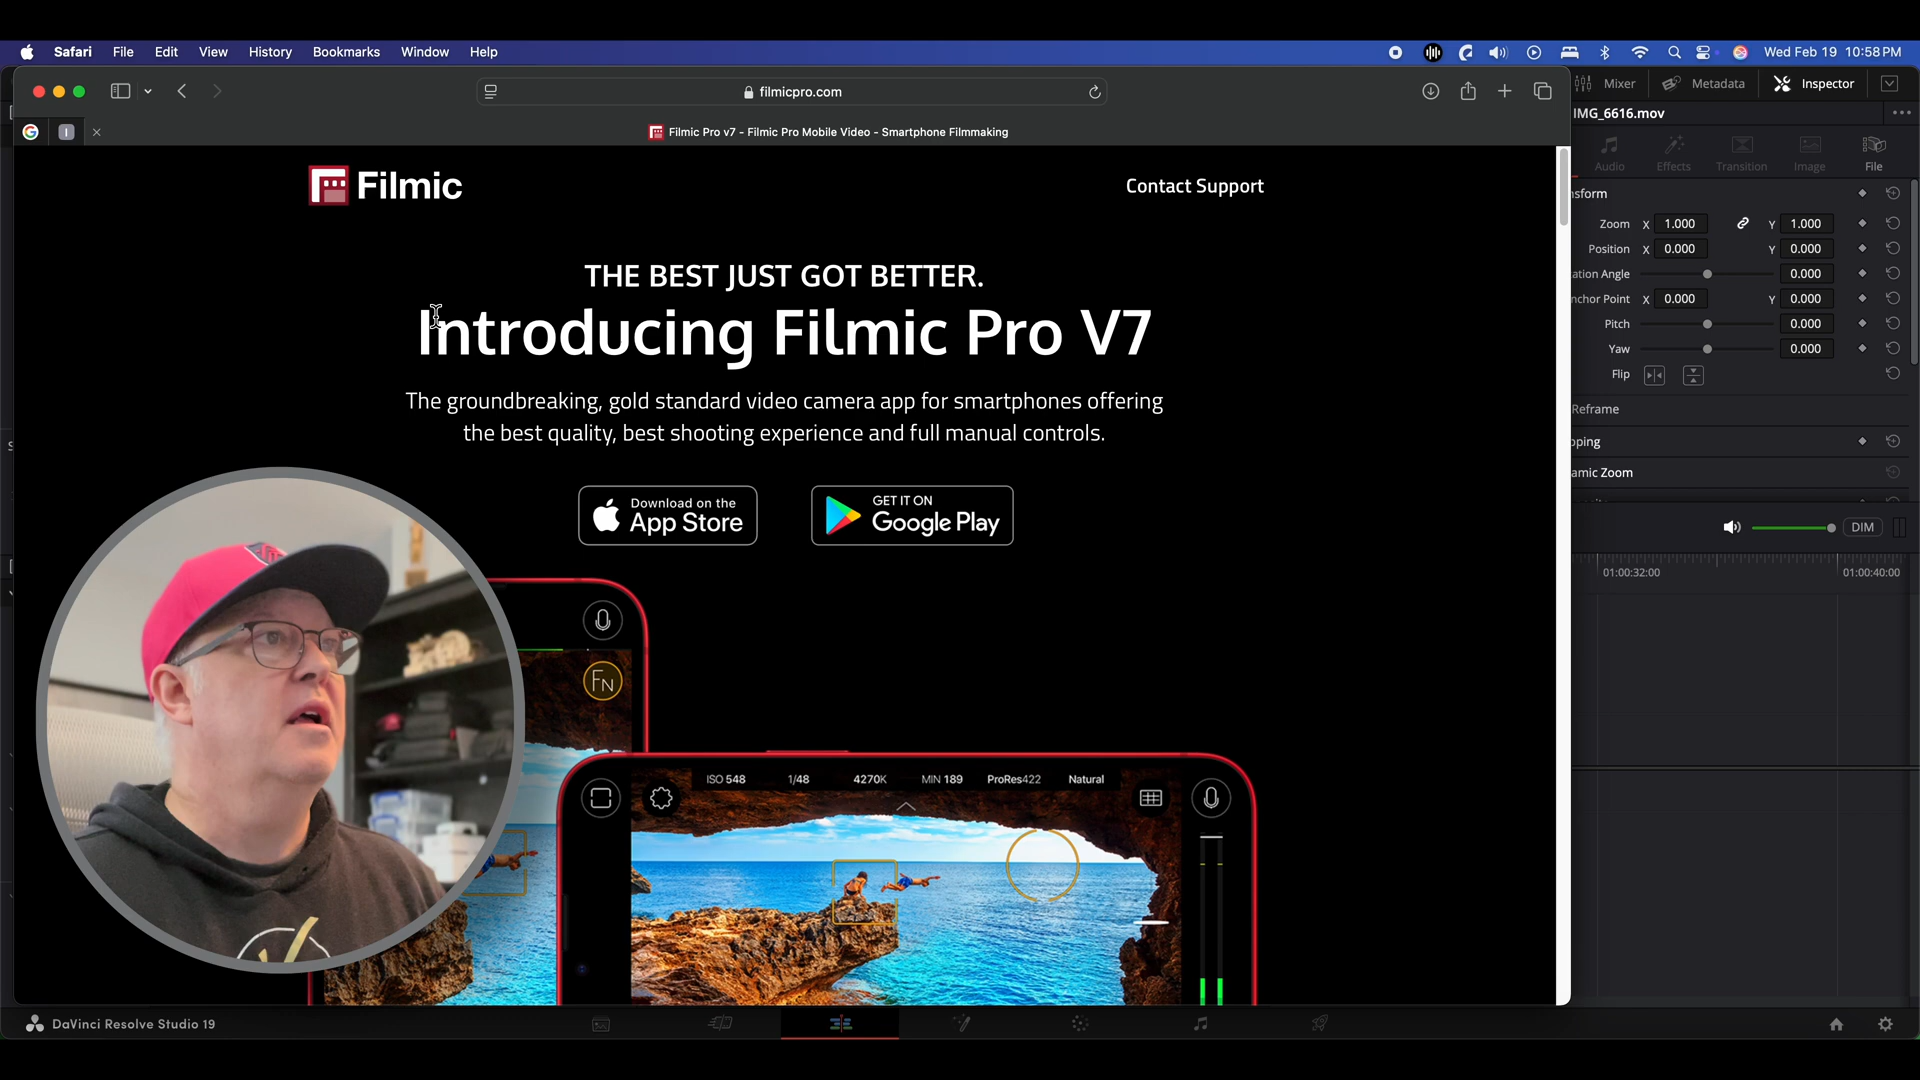 Safari File Edit View History Bookmarks Window Help
Wed Feb 19 10:58 PM
Mixer Metadata Inspector
filmicpro.com
IMG_6616.mov
Filmic Pro v7 - Filmic Pro Mobile Video - Smartphone Filmmaking
Audio Effects Transition Image File
Filmic
Contact Support
nsform
Zoom X 1.000 Y 1.000
Position X 0.000 Y 0.000
THE BEST JUST GOT BETTER.
ation Angle 0.000
nchor Point X 0.000 Y 0.000
Introducing Filmic Pro V7
Pitch 0.000
Yaw 0.000
Flip
The groundbreaking, gold standard video camera app for smartphones offering
the best quality, best shooting experience and full manual controls.
Reframe
pping
amic Zoom
Download on the
App Store
GET IT ON
Google Play
DIM
01:00:32:00 01:00:40:00
FN
ISO 548 1/48 4270K MIN 189 ProRes422 Natural
DaVinci Resolve Studio 19